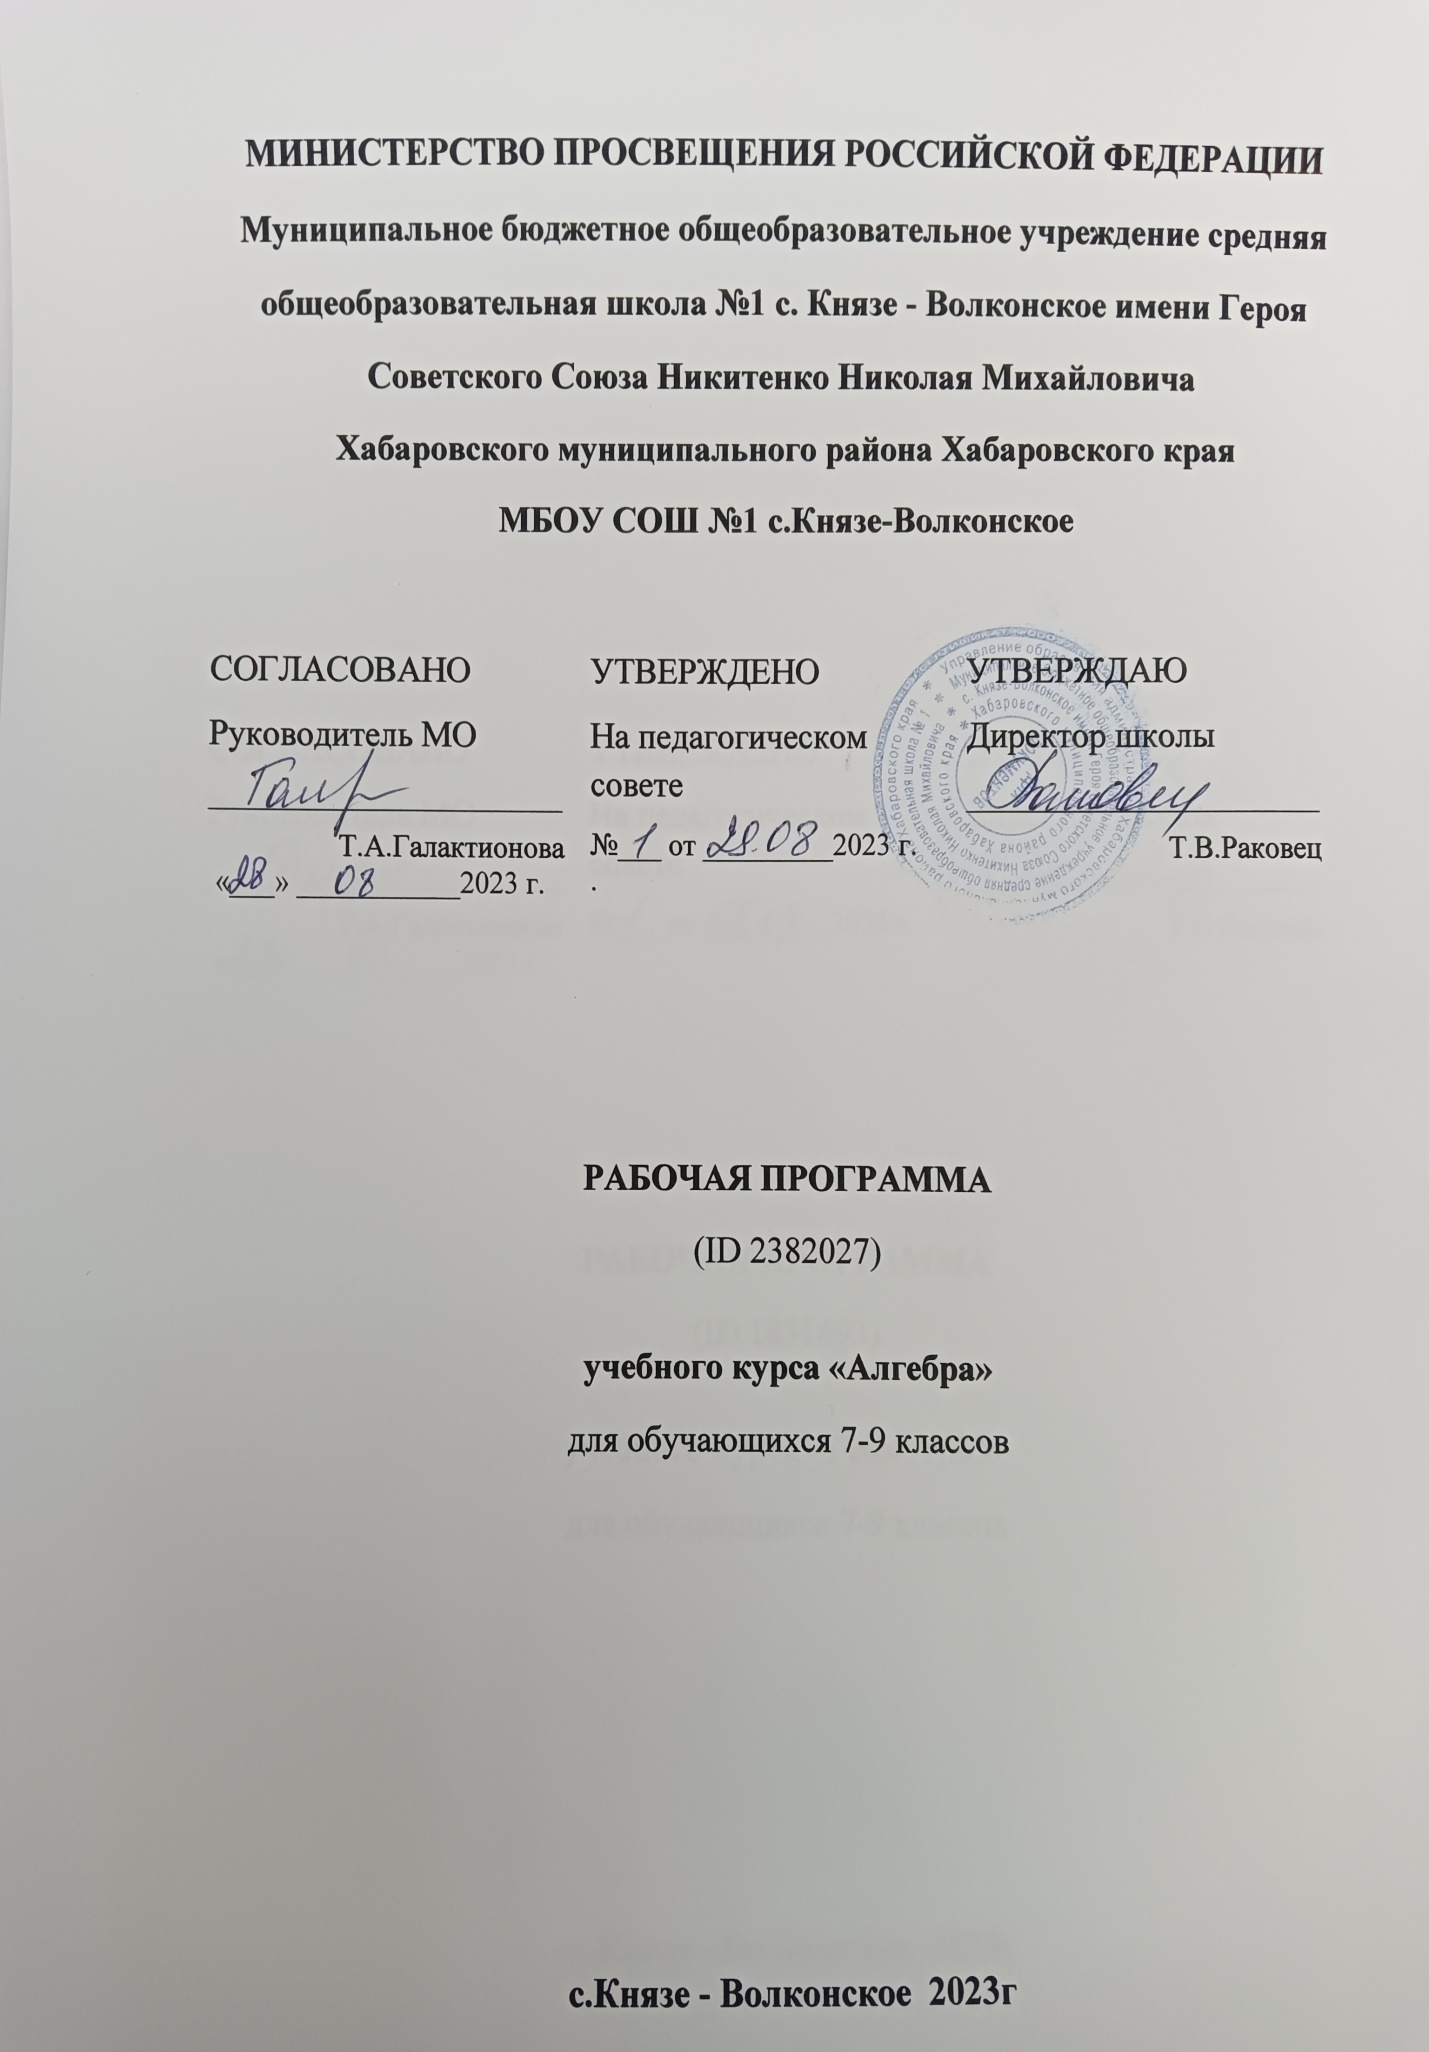 МИНИСТЕРСТВО ПРОСВЕЩЕНИЯ РОССИЙСКОЙ ФЕДЕРАЦИИ
Муниципальное бюджетное общеобразовательное учреждение средняя
общеобразовательная школа №1 с. Князе - Волконское имени Героя
Советского Союза Никитенко Николая Михайловича
Хабаровского муниципального района Хабаровского края
МБОУ СОШ №1 с.Князе-Волконское
СОГЛАСОВАНО
Руководитель МО
Т.А.Галактионова
«28» 08 2023 г.
УТВЕРЖДЕНО
На педагогическом
совете
№ 1 от 29.08 2023 г.
.
УТВЕРЖДАЮ
Директор школы
Т.В.Раковец
РАБОЧАЯ ПРОГРАММА
(ID 2382027)
учебного курса «Алгебра»
для обучающихся 7-9 классов
с.Князе - Волконское 2023г